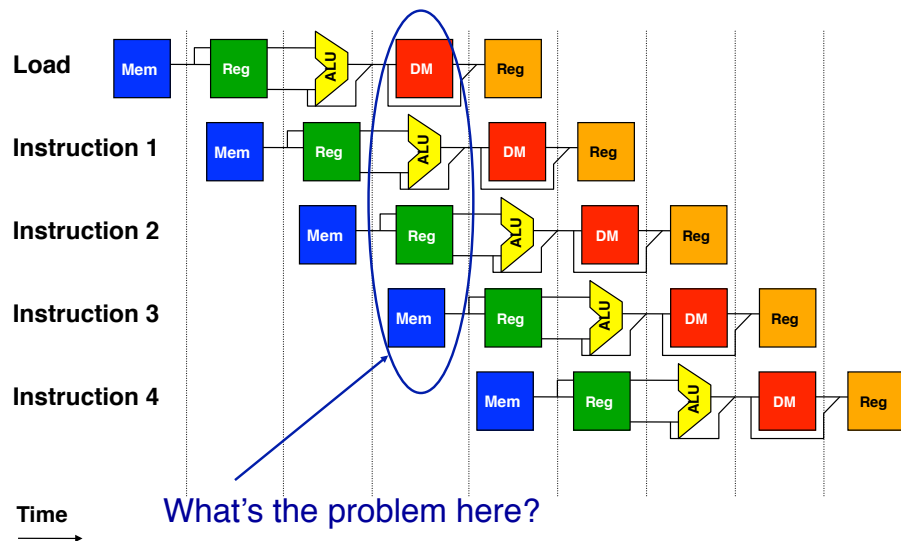 Load
Mem Reg ALU DM Reg
Instruction 1
Mem Reg ALU DM Reg
Instruction 2
Mem Reg ALU DM Reg
Instruction 3
Mem Reg ALU DM Reg
Instruction 4
Mem Reg ALU DM Reg
Time
What's the problem here?